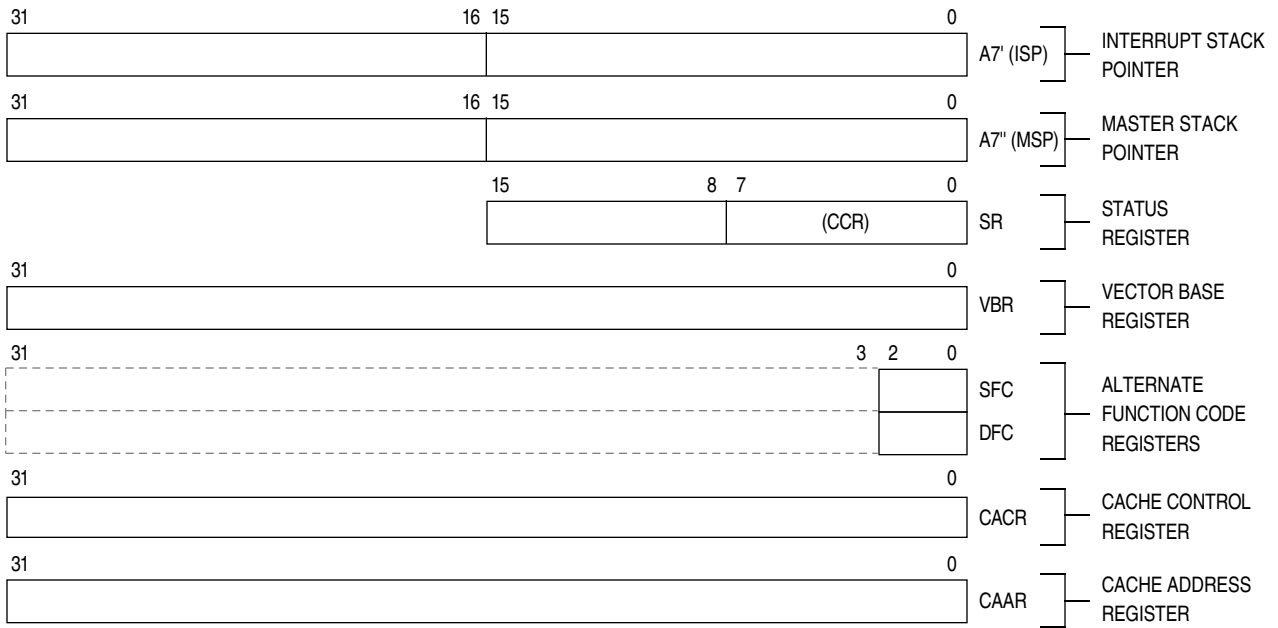 31 16 15 0
A7' (ISP) INTERRUPT STACK
POINTER
31 16 15 0
A7" (MSP) MASTER STACK
POINTER
15 8 7 0
(CCR) SR STATUS
REGISTER
31 0
VBR VECTOR BASE
REGISTER
31 3 2 0
SFC ALTERNATE
FUNCTION CODE
DFC REGISTERS
31 0
CACR CACHE CONTROL
REGISTER
31 0
CAAR CACHE ADDRESS
REGISTER